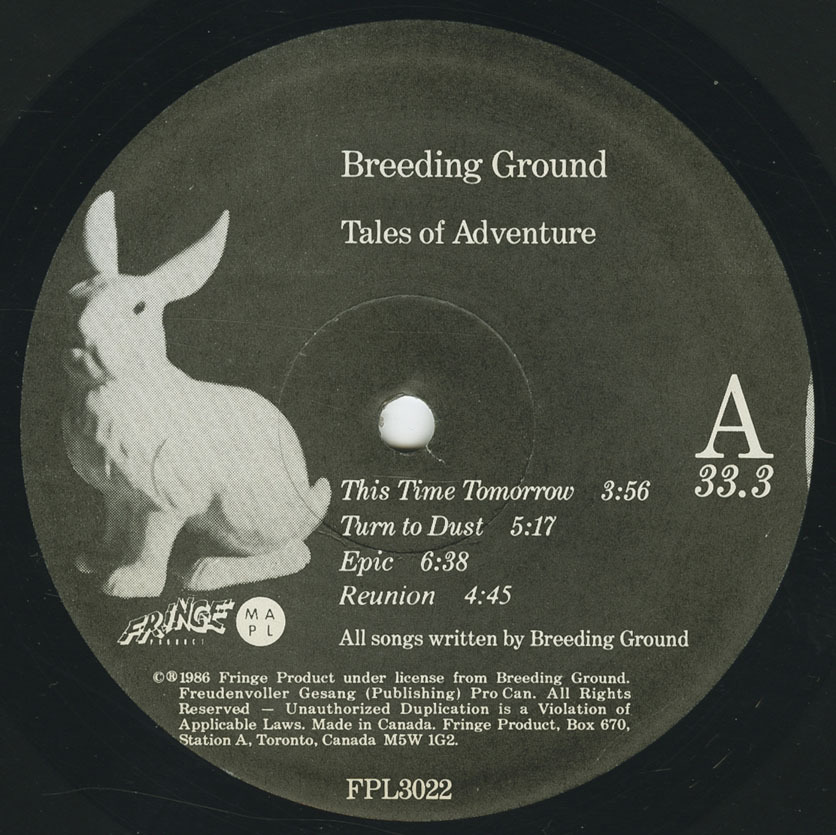 Breeding Ground
Tales of Adventure
A
33.3
This Time Tomorrow 3:56
Turn to Dust 5:17
Epic 6:38
Reunion 4:45
All songs written by Breeding Ground
FRINGE
PRODUCT
MA
PL
©®1986 Fringe Product under license from Breeding Ground.
Freudenvoller Gesang (Publishing) Pro Can. All Rights
Reserved — Unauthorized Duplication is a Violation of
Applicable Laws. Made in Canada. Fringe Product, Box 670,
Station A, Toronto, Canada M5W 1G2.
FPL3022